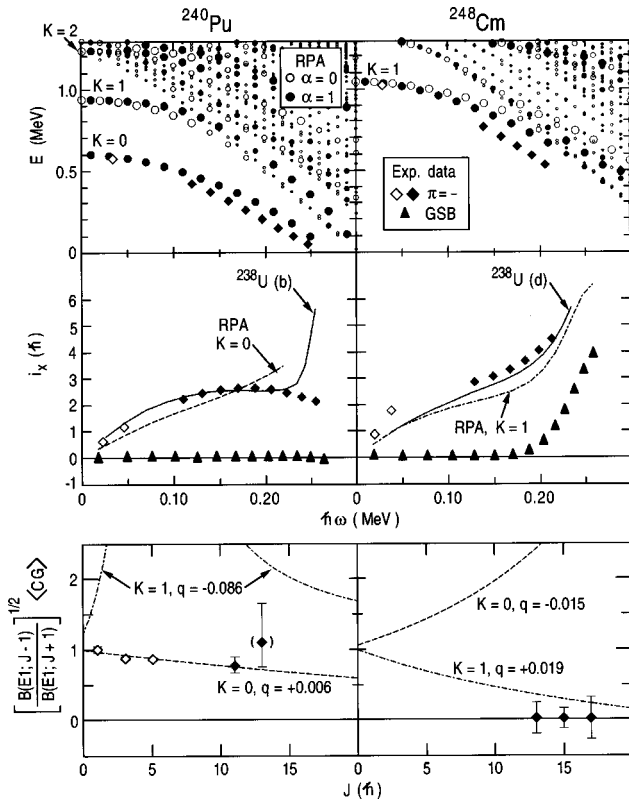 ²⁴⁰Pu
²⁴⁸Cm
K = 2
K = 1
K = 0
RPA
○ α = 0
● α = 1
K = 1
Exp. data
◇ ◆ π = -
▲ GSB
E (MeV)
1.0
0.5
0
²³⁸U (b)
RPA
K = 0
²³⁸U (d)
RPA, K = 1
iₓ (ℏ)
6
5
4
3
2
1
0
-1
0 0.10 0.20 0 0.10 0.20
ℏω (MeV)
[B(E1; J - 1) / B(E1; J + 1)]^1/2 ⟨CG⟩
2
1
0
K = 1, q = -0.086
K = 0, q = +0.006
K = 0, q = -0.015
K = 1, q = +0.019
( )
0 5 10 15 0 5 10 15
J (ℏ)